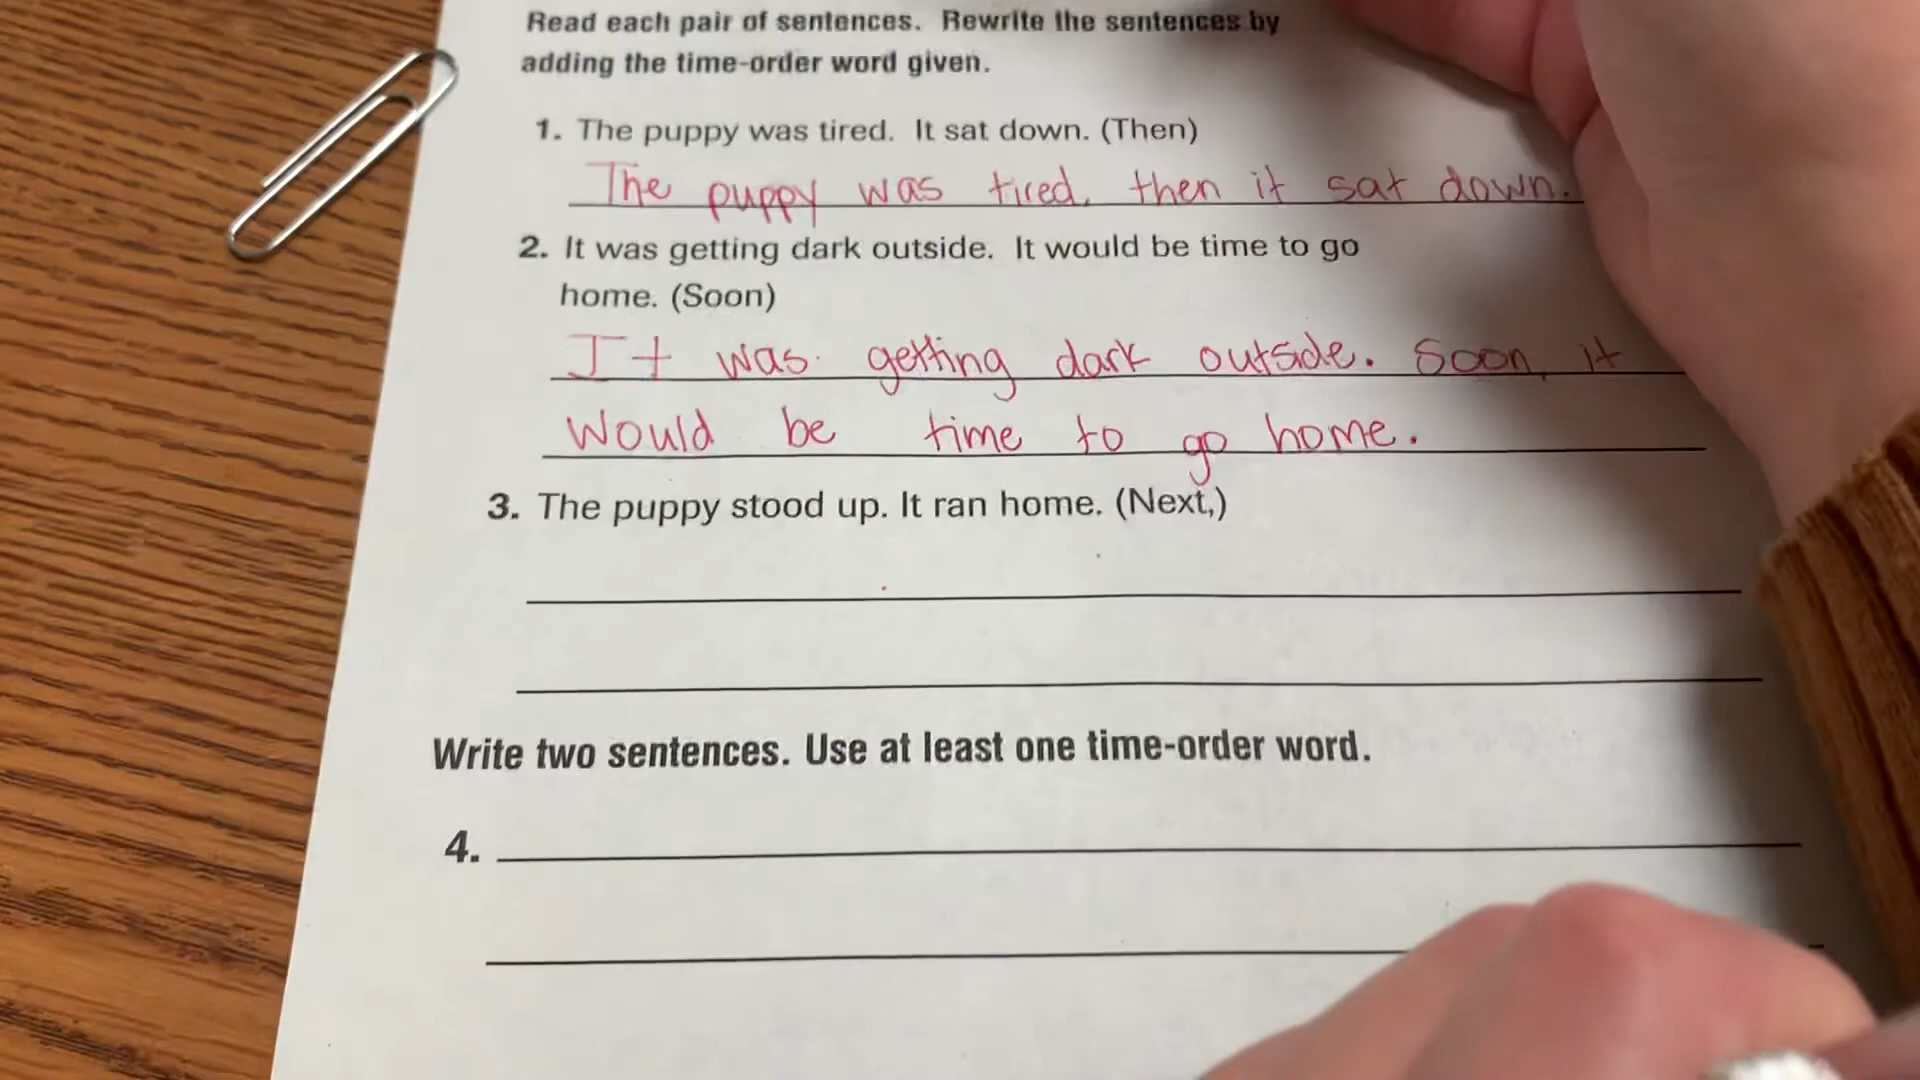 Read each pair of sentences. Rewrite the sentences by
adding the time-order word given.
1. The puppy was tired. It sat down. (Then)
The puppy was tired, then it sat down.
2. It was getting dark outside. It would be time to go
home. (Soon)
It was getting dark outside. Soon, it
would be time to go home.
3. The puppy stood up. It ran home. (Next,)
Write two sentences. Use at least one time-order word.
4.